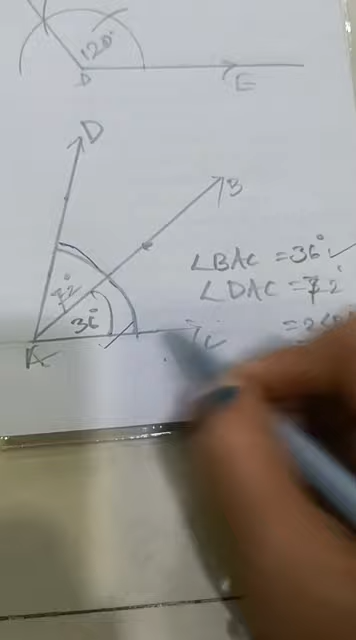 120°
D
E
D
B
∠BAC = 36°
∠DAC = 72°
72°
36°